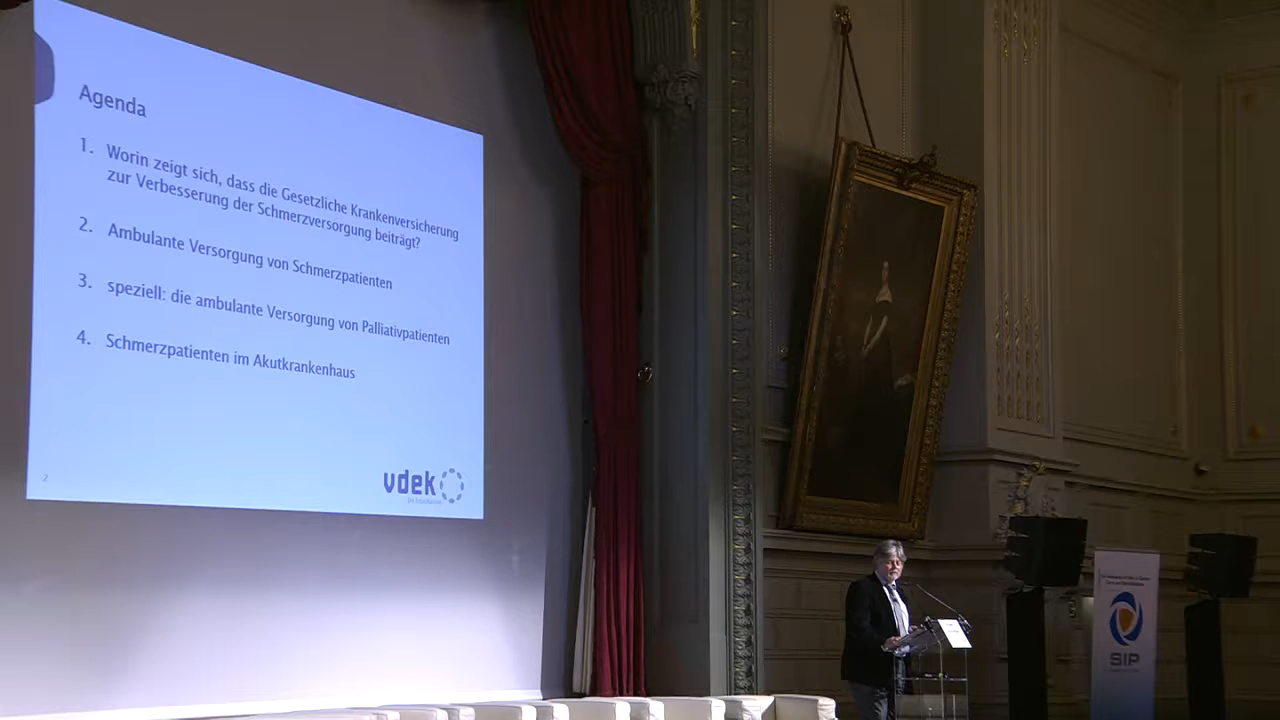 Agenda
1. Worin zeigt sich, dass die Gesetzliche Krankenversicherung
zur Verbesserung der Schmerzversorgung beiträgt?
2. Ambulante Versorgung von Schmerzpatienten
3. speziell: die ambulante Versorgung von Palliativpatienten
4. Schmerzpatienten im Akutkrankenhaus
2
vdek
SIP